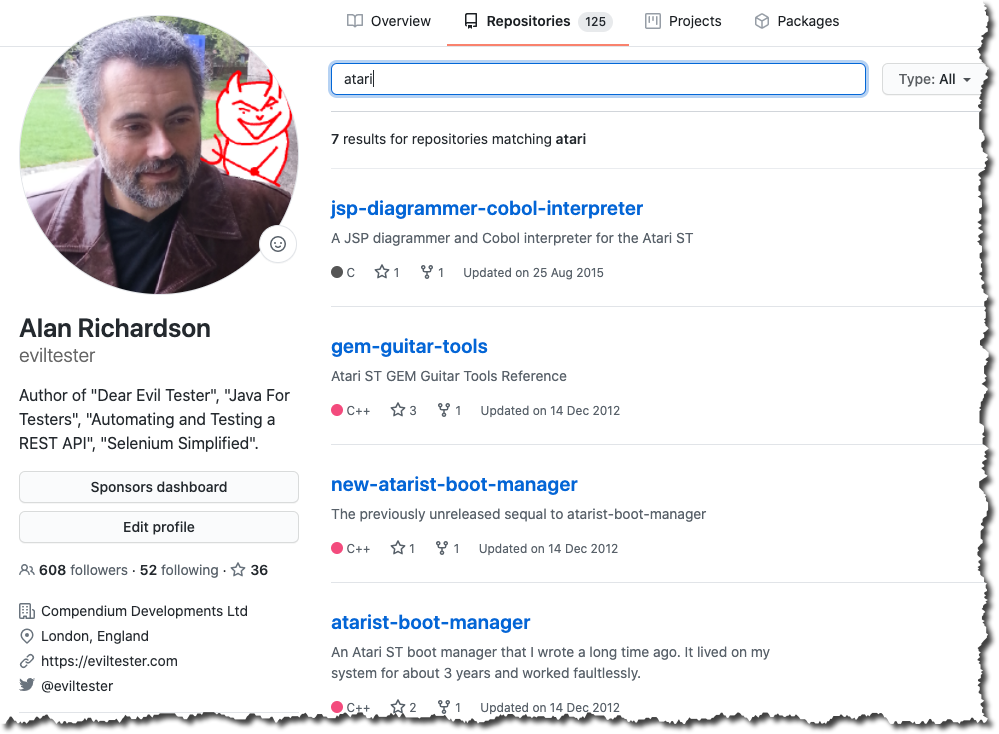 Overview Repositories 125 Projects Packages
atari
Type: All
7 results for repositories matching atari
jsp-diagrammer-cobol-interpreter
A JSP diagrammer and Cobol interpreter for the Atari ST
C 1 1 Updated on 25 Aug 2015
gem-guitar-tools
Atari ST GEM Guitar Tools Reference
C++ 3 1 Updated on 14 Dec 2012
new-atarist-boot-manager
The previously unreleased sequal to atarist-boot-manager
C++ 1 1 Updated on 14 Dec 2012
atarist-boot-manager
An Atari ST boot manager that I wrote a long time ago. It lived on my
system for about 3 years and worked faultlessly.
C++ 2 1 Updated on 14 Dec 2012
Alan Richardson
eviltester
Author of "Dear Evil Tester", "Java For
Testers", "Automating and Testing a
REST API", "Selenium Simplified".
Sponsors dashboard
Edit profile
608 followers · 52 following · 36
Compendium Developments Ltd
London, England
https://eviltester.com
@eviltester